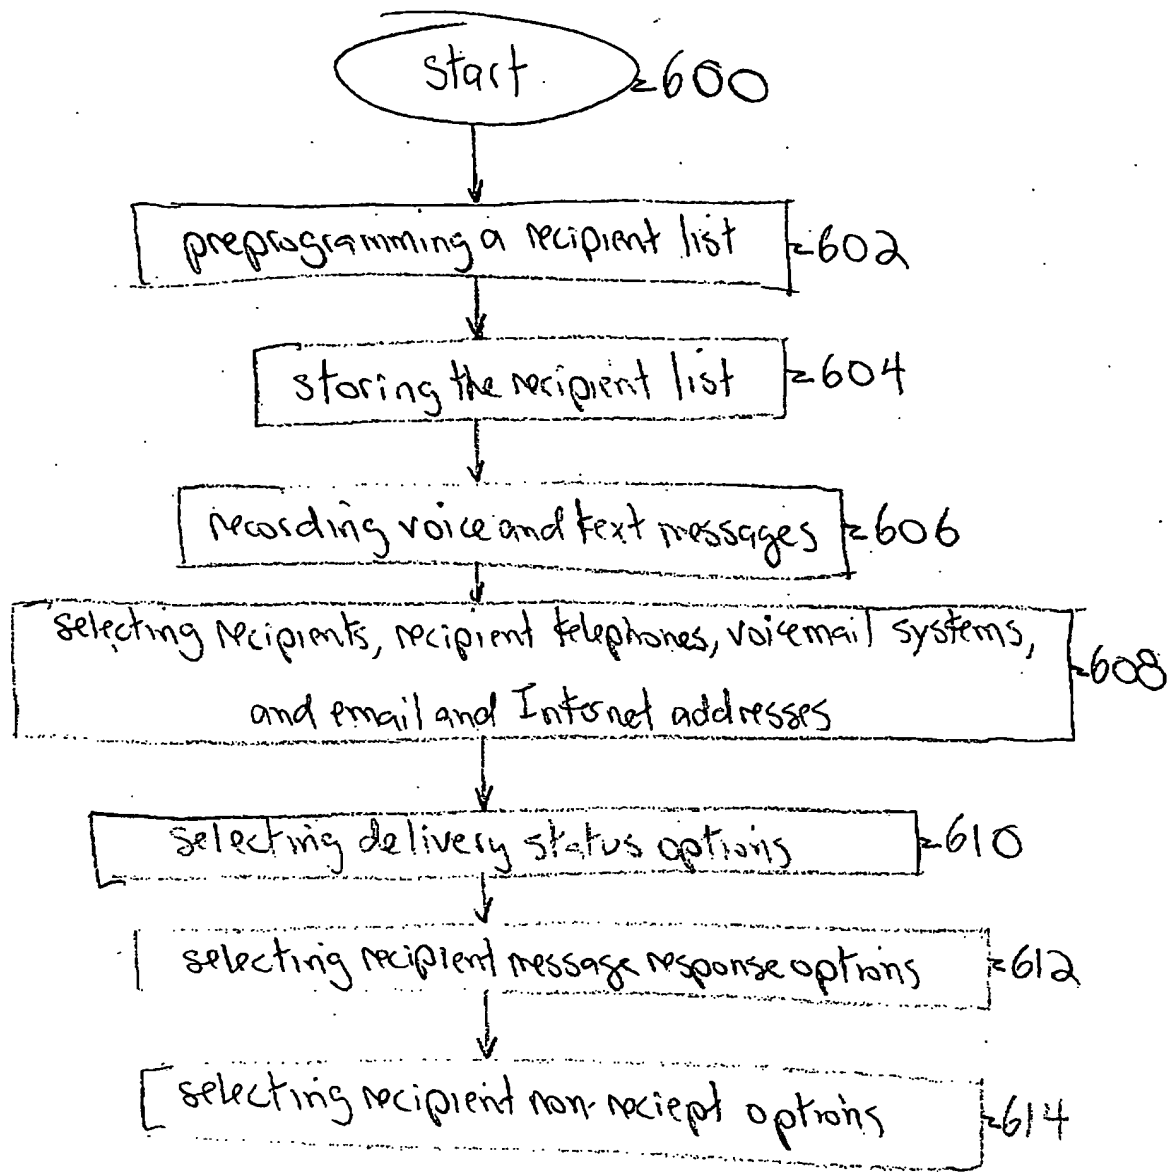 start 600
preprogramming a recipient list 602
storing the recipient list 604
recording voice and text messages 606
selecting recipients, recipient telephones, voicemail systems,
and email and Internet addresses 608
selecting delivery status options 610
selecting recipient message response options 612
selecting recipient non-reciept options 614